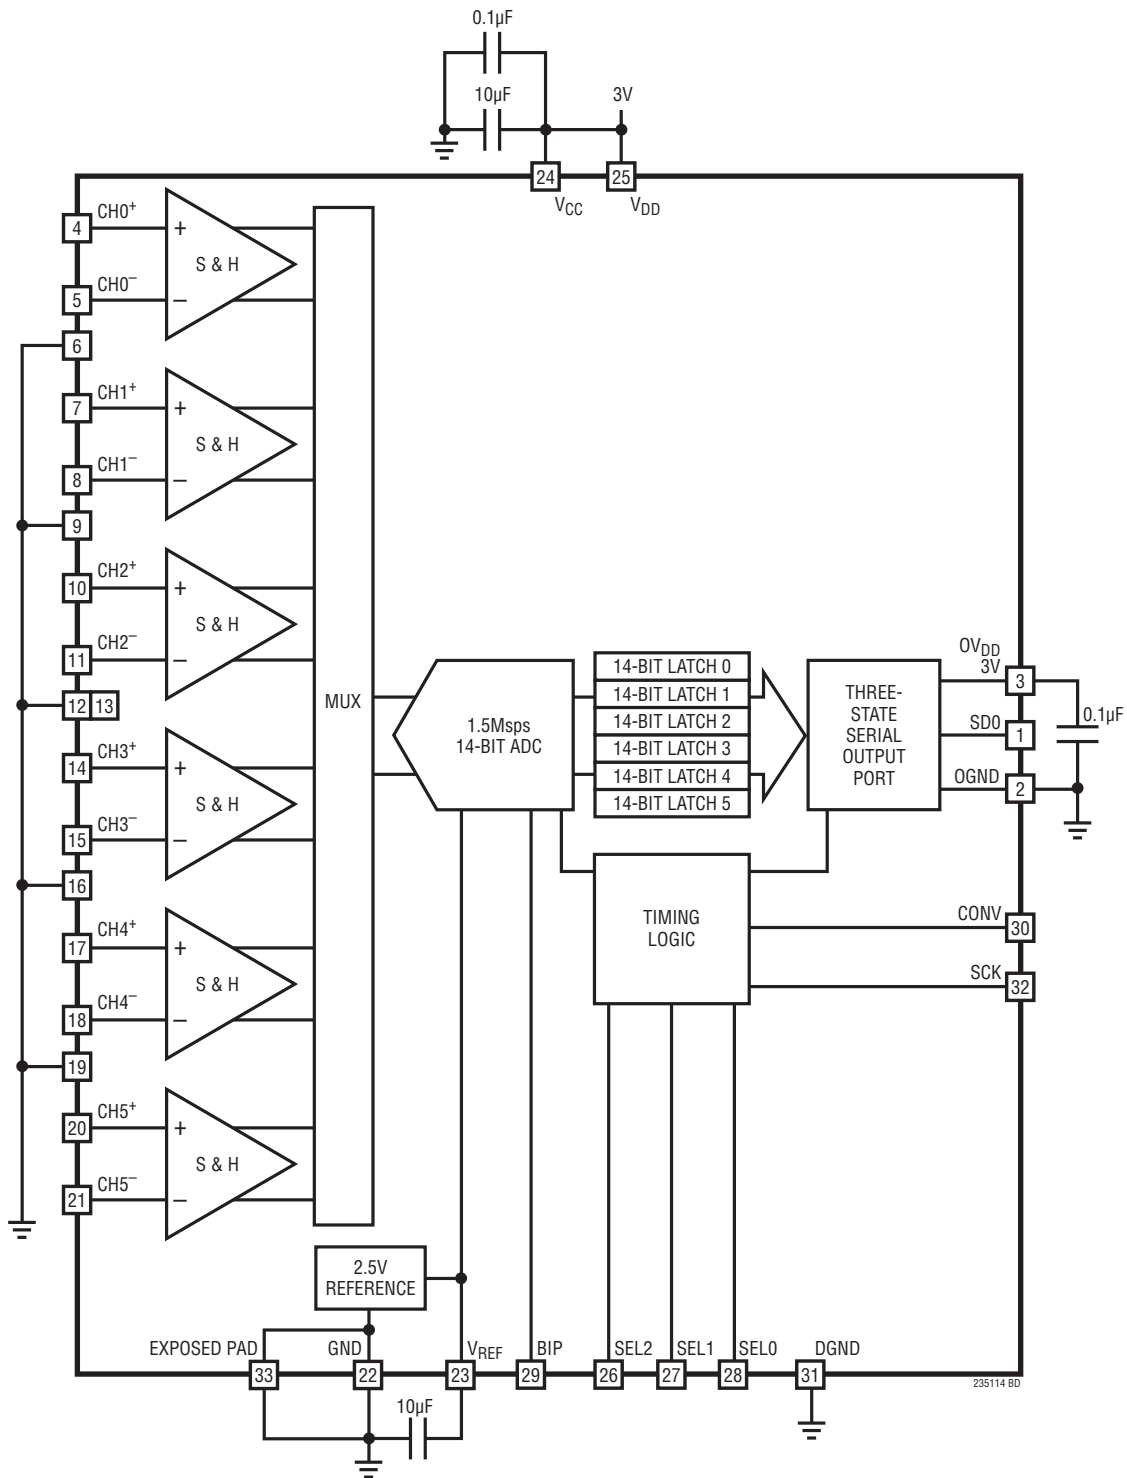 0.1µF
10µF
3V
24
25
VCC
VDD
4
CH0+
+
S & H
5
CH0–
–
6
7
CH1+
+
S & H
8
CH1–
–
9
10
CH2+
+
S & H
11
CH2–
–
12
13
14
CH3+
+
S & H
15
CH3–
–
16
17
CH4+
+
S & H
18
CH4–
–
19
20
CH5+
+
S & H
21
CH5–
–
MUX
1.5Msps
14-BIT ADC
14-BIT LATCH 0
14-BIT LATCH 1
14-BIT LATCH 2
14-BIT LATCH 3
14-BIT LATCH 4
14-BIT LATCH 5
THREE-
STATE
SERIAL
OUTPUT
PORT
OVDD
3V
3
SD0
1
0.1µF
OGND
2
TIMING
LOGIC
CONV
30
SCK
32
2.5V
REFERENCE
EXPOSED PAD
GND
VREF
BIP
SEL2
SEL1
SEL0
DGND
33
22
23
29
26
27
28
31
235114 BD
10µF